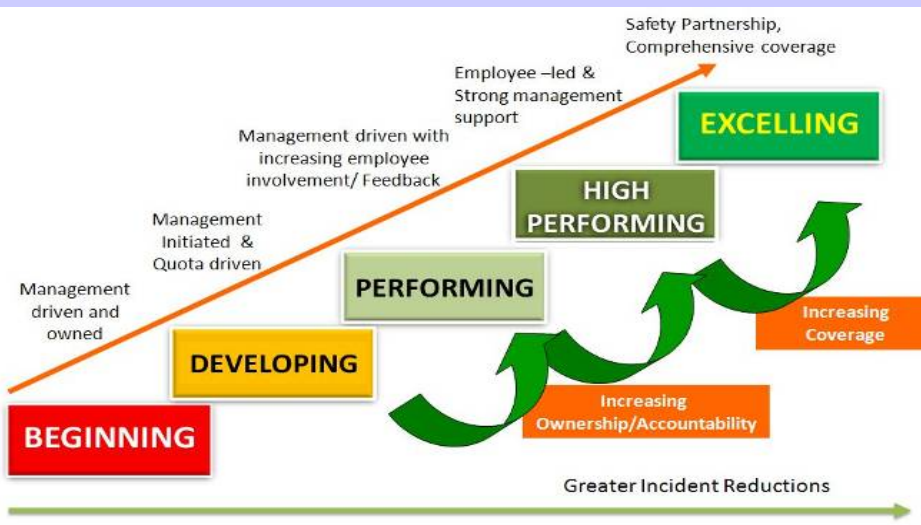 Safety Partnership,
Comprehensive coverage
Employee –led &
Strong management
support
EXCELLING
Management driven with
increasing employee
involvement/ Feedback
HIGH
PERFORMING
Management
Initiated &
Quota driven
PERFORMING
Management
driven and
owned
Increasing
Coverage
DEVELOPING
Increasing
Ownership/Accountability
BEGINNING
Greater Incident Reductions